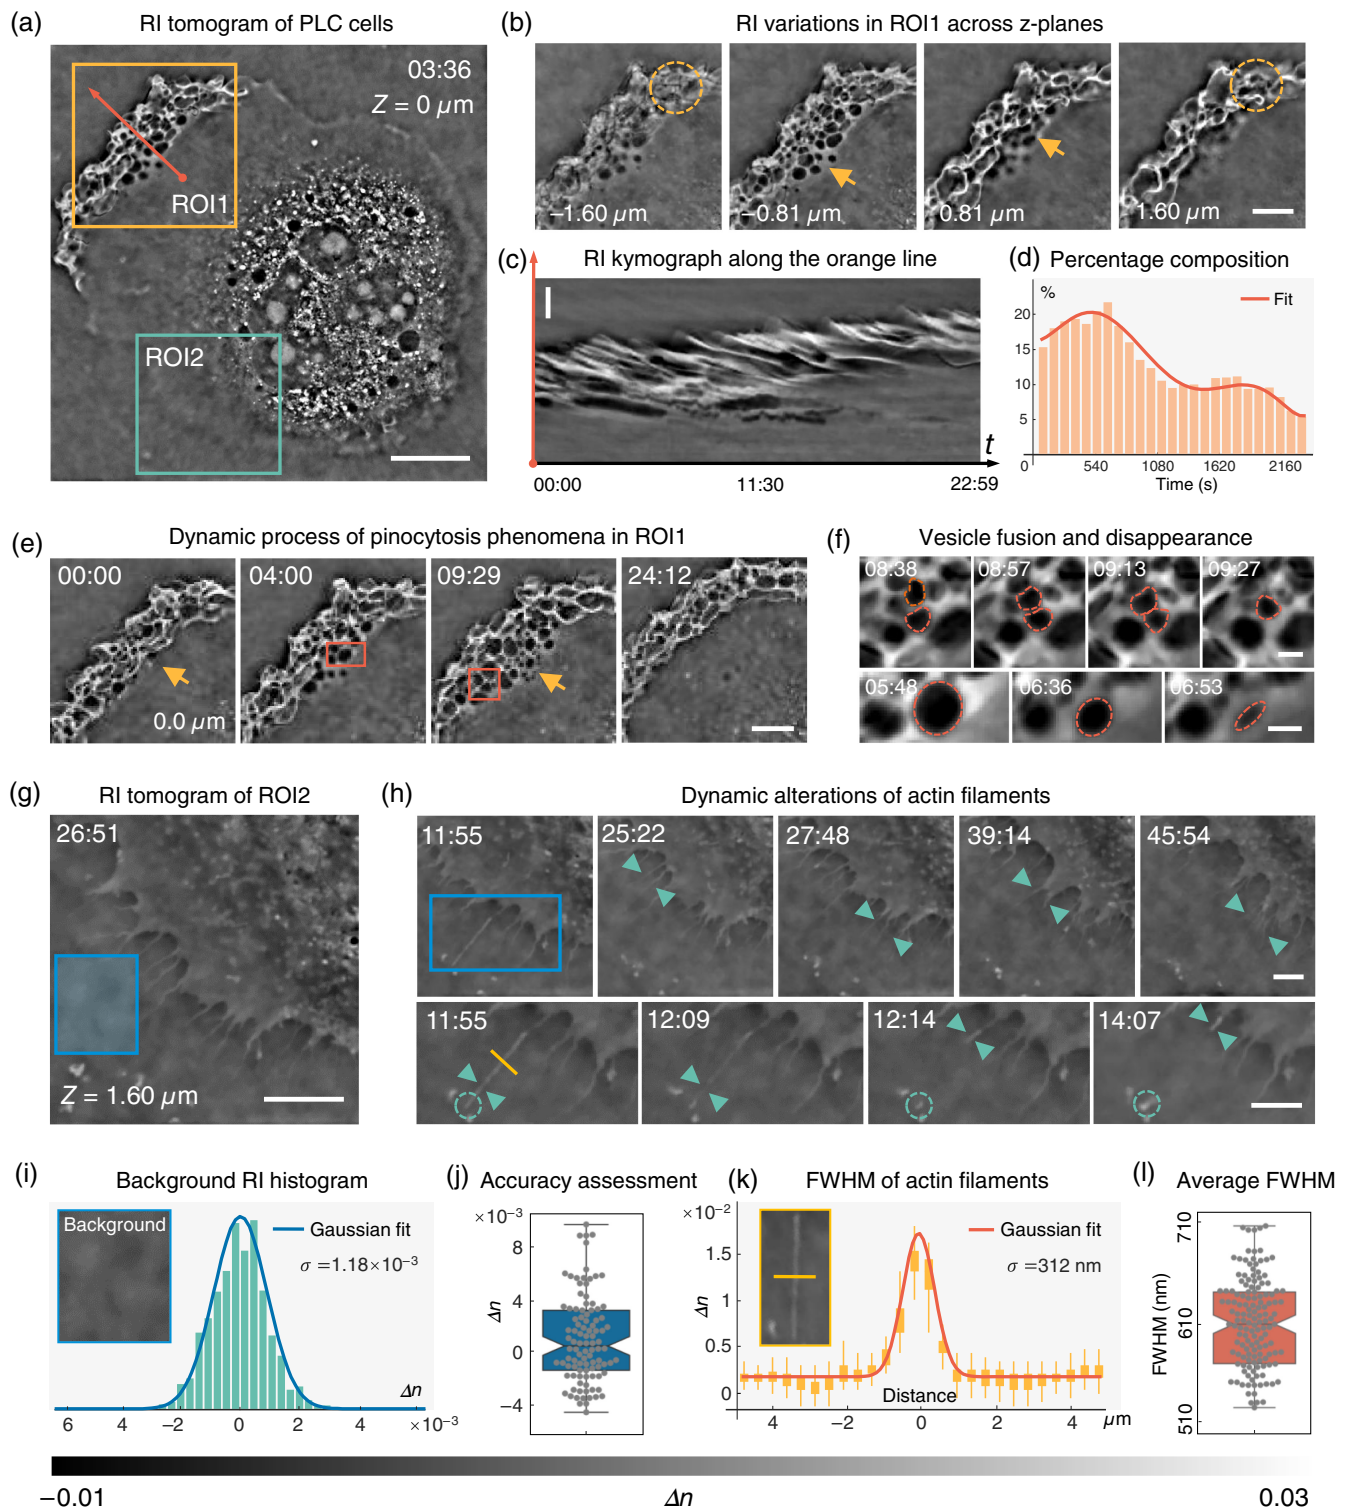 (a) RI tomogram of PLC cells
03:36
Z = 0 µm
ROI1
ROI2
(b) RI variations in ROI1 across z-planes
−1.60 µm
−0.81 µm
0.81 µm
1.60 µm
(c) RI kymograph along the orange line
t
00:00 11:30 22:59
(d) Percentage composition
%
Fit
20
15
10
5
0 540 1080 1620 2160
Time (s)
(e) Dynamic process of pinocytosis phenomena in ROI1
00:00 04:00 09:29 24:12
0.0 µm
(f) Vesicle fusion and disappearance
08:38 08:57 09:13 09:27
05:48 06:36 06:53
(g) RI tomogram of ROI2
26:51
Z = 1.60 µm
(h) Dynamic alterations of actin filaments
11:55 25:22 27:48 39:14 45:54
11:55 12:09 12:14 14:07
(i) Background RI histogram
Background
Gaussian fit
σ =1.18×10⁻³
Δn
6 4 −2 0 2 4 6
×10⁻³
(j) Accuracy assessment
×10⁻³
8
4
0
−4
Δn
(k) FWHM of actin filaments
×10⁻²
Gaussian fit
σ =312 nm
1.5
1
0.5
0
Δn
Distance
4 −2 0 2 4 µm
(l) Average FWHM
710
610
510
FWHM (nm)
−0.01 Δn 0.03